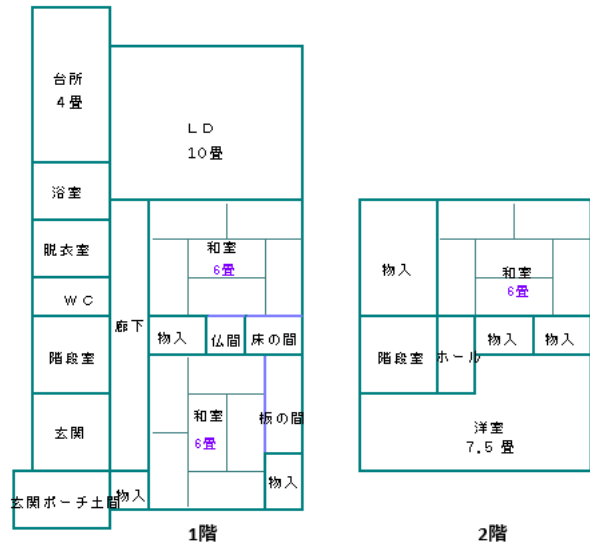 台所
4畳
LD
10畳
浴室
脱衣室
WC
階段室
玄関
玄関ポーチ土間
廊下
和室
6畳
物入
仏間
床の間
和室
6畳
板の間
物入
物入
1階
物入
和室
6畳
階段室
ホール
物入
物入
洋室
7.5畳
2階